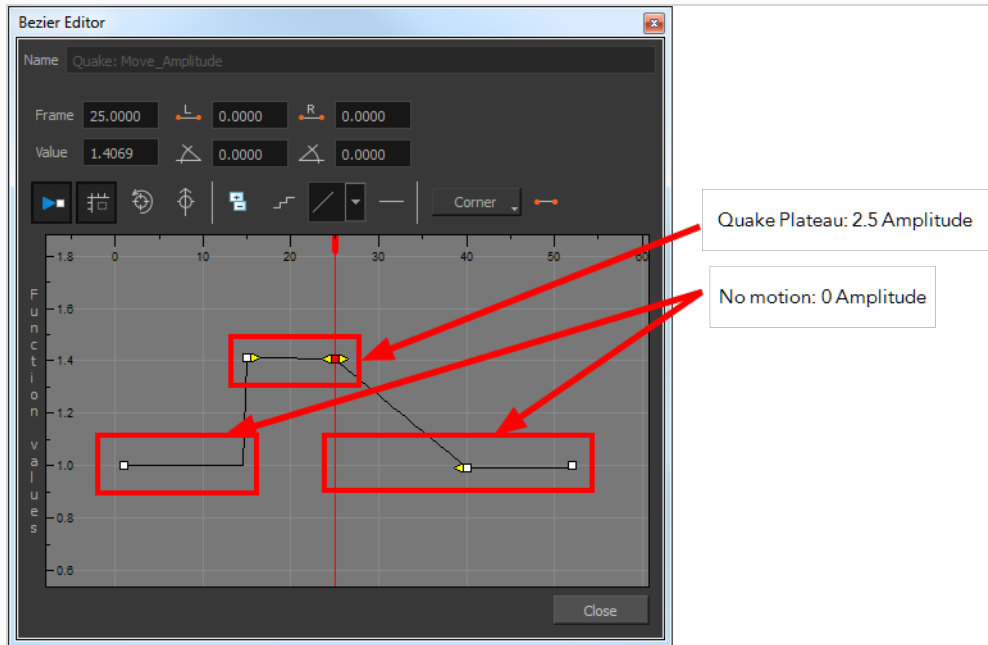 Bezier Editor
Name Quake: Move_Amplitude
Frame 25.0000 L 0.0000 R 0.0000
Value 1.4069 0.0000 0.0000
Corner
Quake Plateau: 2.5 Amplitude
No motion: 0 Amplitude
1.8 0 10 20 30 40 50 60
1.6
1.4
1.2
1.0
0.8
0.6
Function values
Close